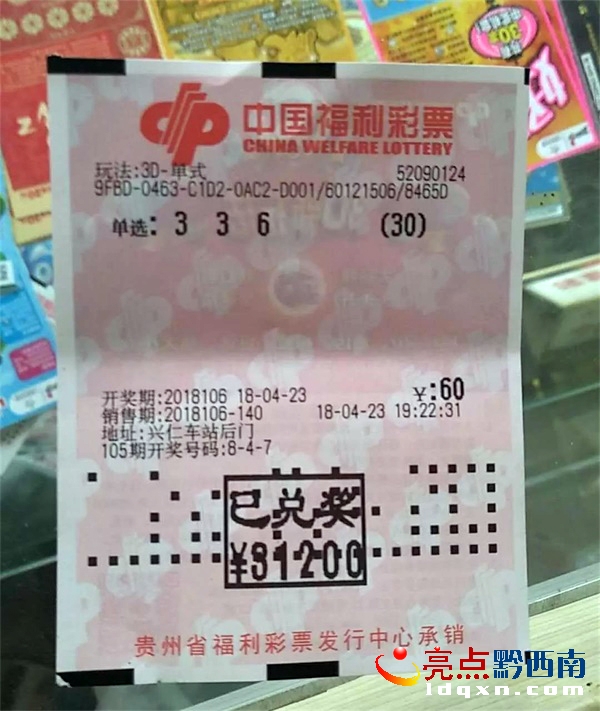 中国福利彩票
CHINA WELFARE LOTTERY
玩法:3D-单式 52090124
9FBD-0463-C1D2-0AC2-D001/60121506/8465D
单选: 3 3 6 (30)
开奖期:2018106 18-04-23 ¥:60
销售期:2018106-140 18-04-23 19:22:31
地址:兴仁车站后门
105期开奖号码:8-4-7
已兑奖
¥31200
贵州省福利彩票发行中心承销
亮点黔西南
ldqxn.com